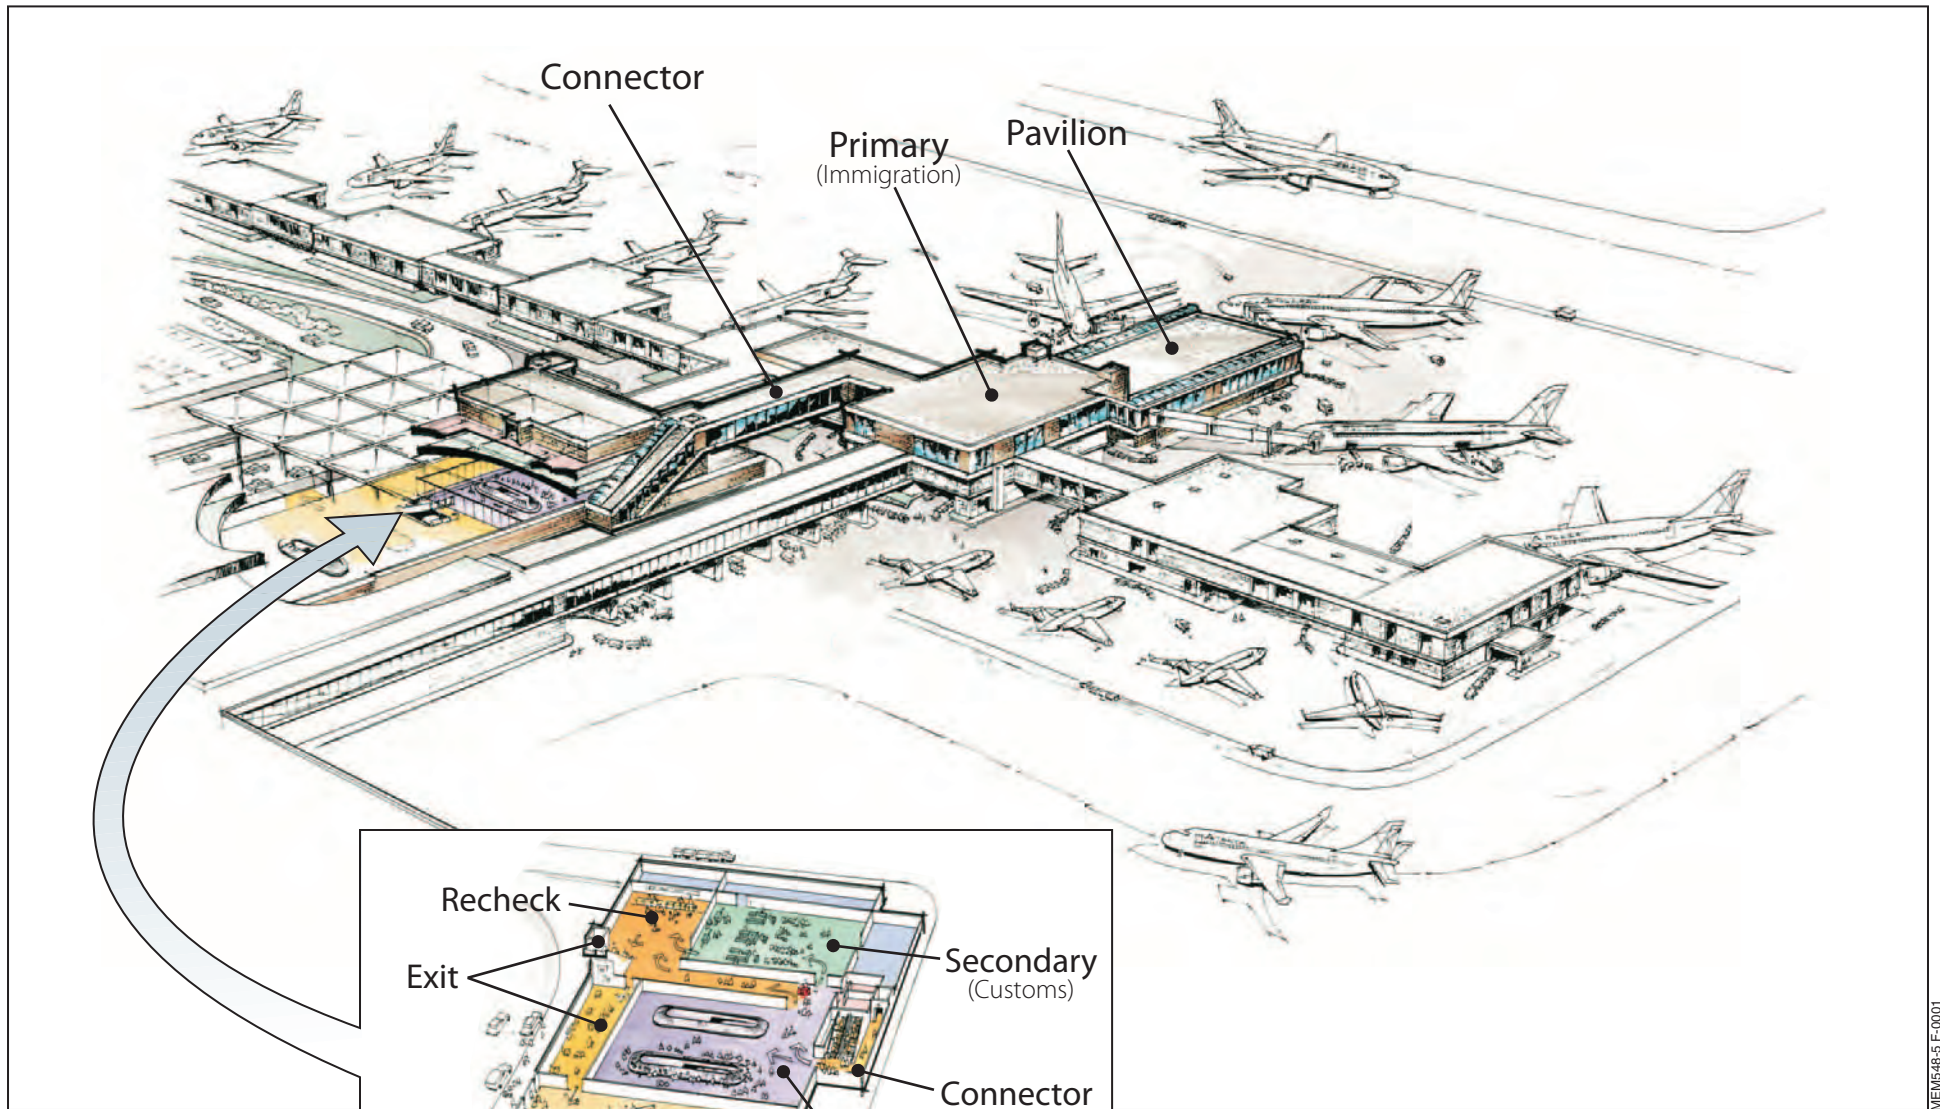 Connector
Primary
(Immigration)
Pavilion
Recheck
Exit
Secondary
(Customs)
Connector
MEM548-5 F-0001